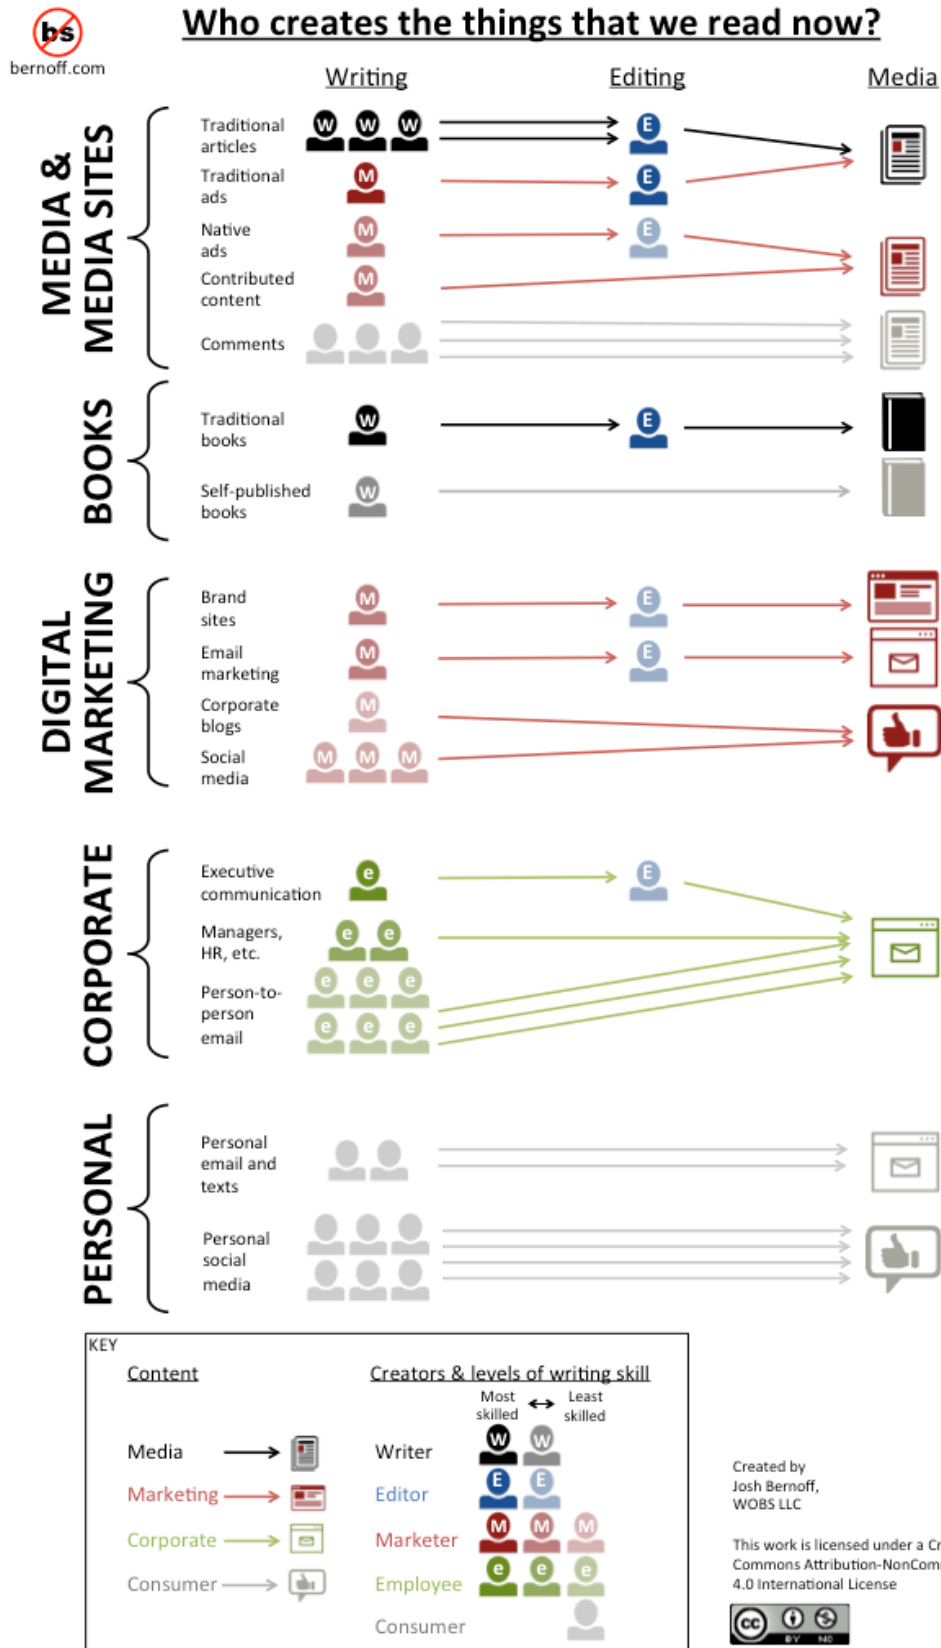 Who creates the things that we read now?
bs
bernoff.com
Writing
Editing
Media
MEDIA &
MEDIA SITES
Traditional
articles
W W W
E
Traditional
ads
M
E
Native
ads
M
E
Contributed
content
M
Comments
BOOKS
Traditional
books
W
E
Self-published
books
W
DIGITAL
MARKETING
Brand
sites
M
E
Email
marketing
M
E
Corporate
blogs
M
Social
media
M M M
CORPORATE
Executive
communication
e
E
Managers,
HR, etc.
e e
Person-to-
person
email
e e e
e e e
PERSONAL
Personal
email and
texts
Personal
social
media
KEY
Content
Media
Marketing
Corporate
Consumer
Creators & levels of writing skill
Most
skilled
Least
skilled
Writer
W W
Editor
E E
Marketer
M M M
Employee
e e e
Consumer
Created by
Josh Bernoff,
WOBS LLC
This work is licensed under a Cr
Commons Attribution-NonCom
4.0 International License
cc
BY NC